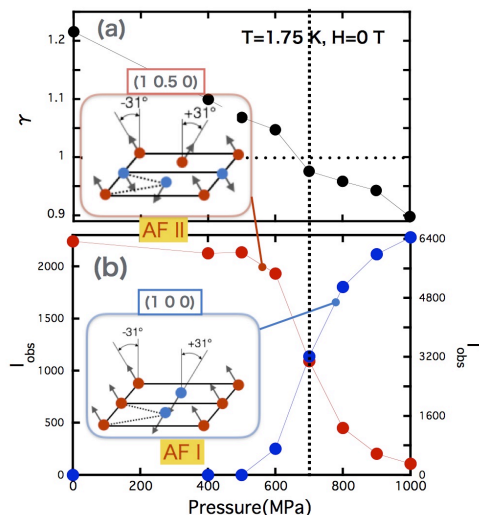 (a)
T=1.75 K, H=0 T
1.2
1.1
1
0.9
γ
(1 0.5 0)
-31°
+31°
AF II
(b)
2000
1500
1000
500
0
I obs
6400
4800
3200
1600
0
I obs
(1 0 0)
-31°
+31°
AF I
0
200
400
600
800
1000
Pressure(MPa)